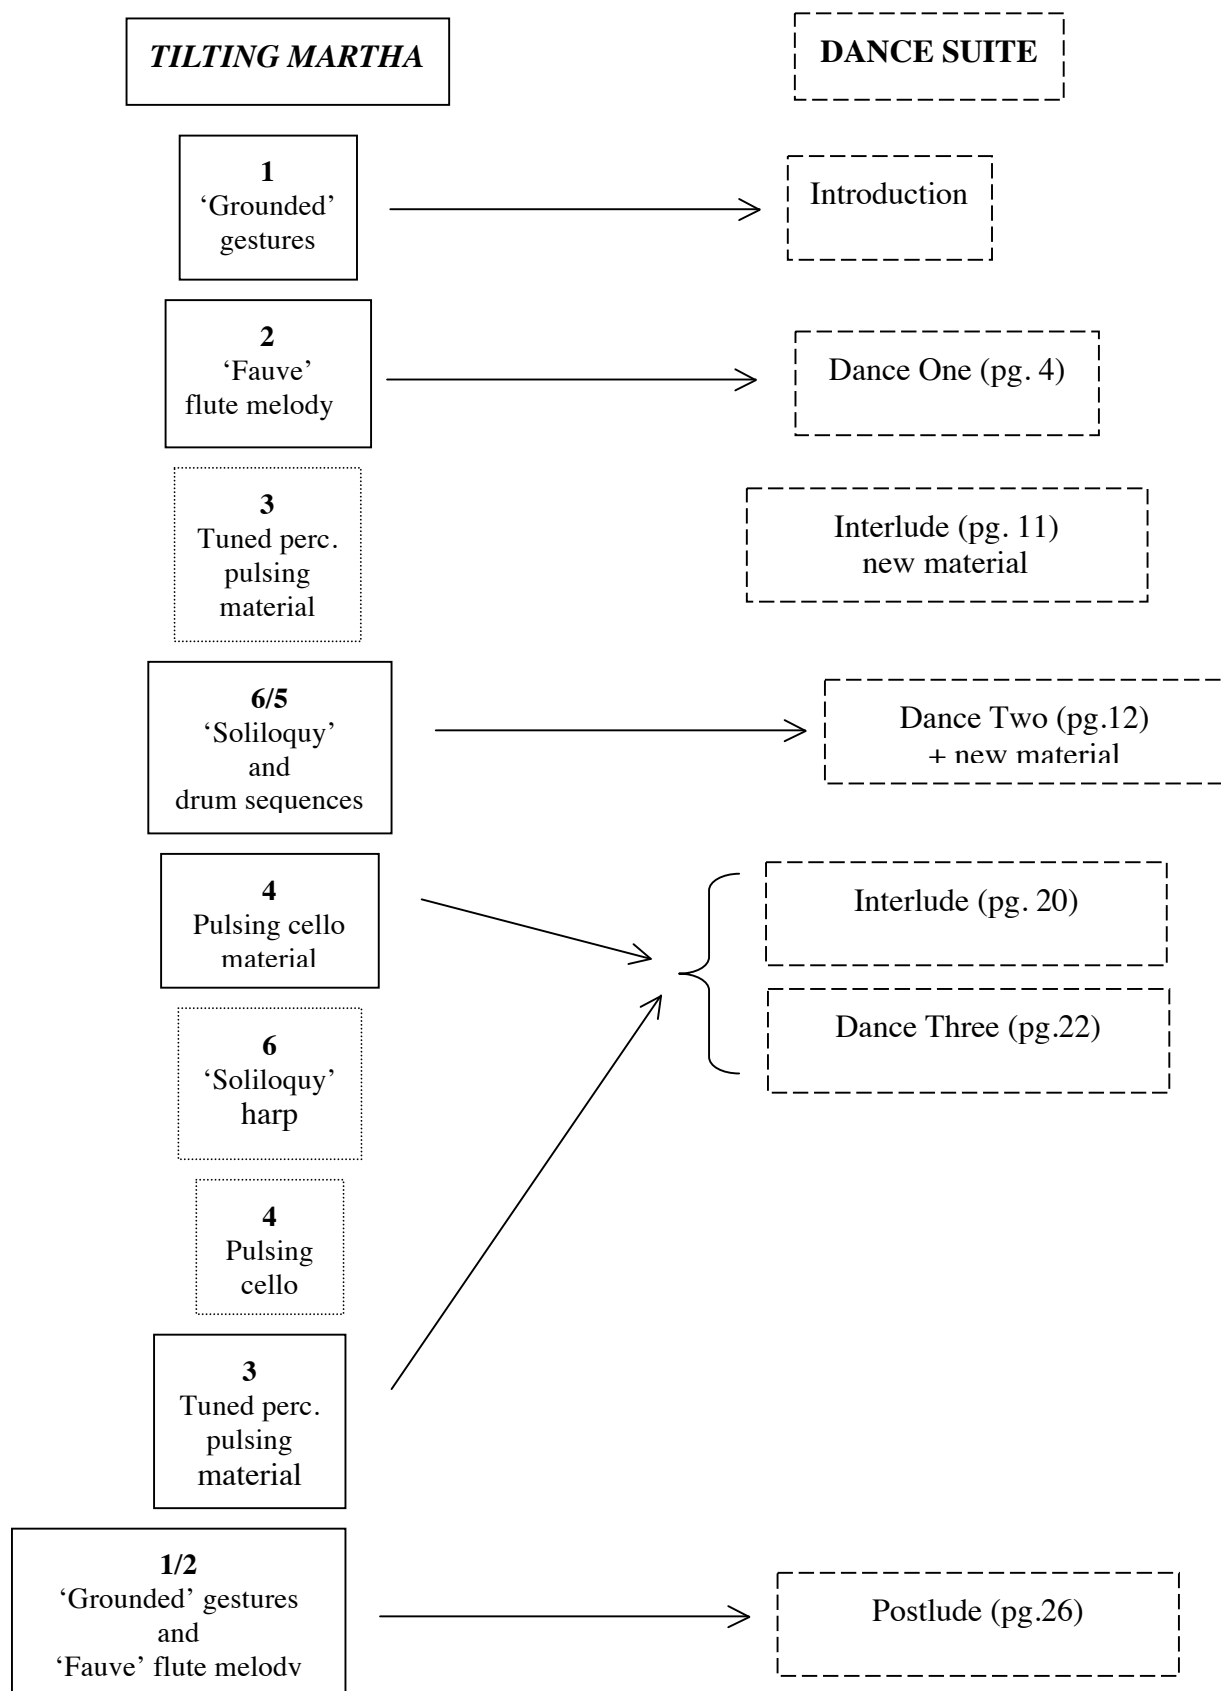 TILTING MARTHA
DANCE SUITE
1
‘Grounded’
gestures
Introduction
2
‘Fauve’
flute melody
Dance One (pg. 4)
3
Tuned perc.
pulsing
material
Interlude (pg. 11)
new material
6/5
‘Soliloquy’
and
drum sequences
Dance Two (pg.12)
+ new material
4
Pulsing cello
material
Interlude (pg. 20)
Dance Three (pg.22)
6
‘Soliloquy’
harp
4
Pulsing
cello
3
Tuned perc.
pulsing
material
1/2
‘Grounded’ gestures
and
‘Fauve’ flute melody
Postlude (pg.26)